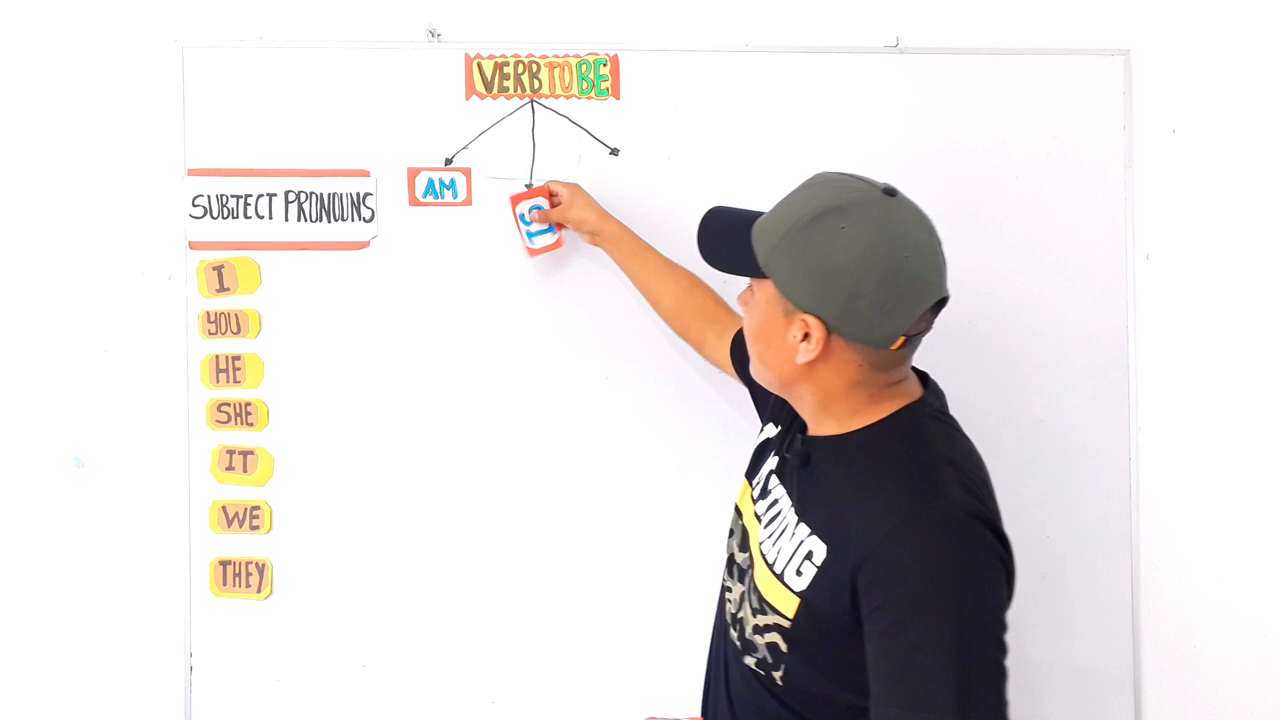 VERB TO BE
AM
IS
SUBJECT PRONOUNS
I
YOU
HE
SHE
IT
WE
THEY